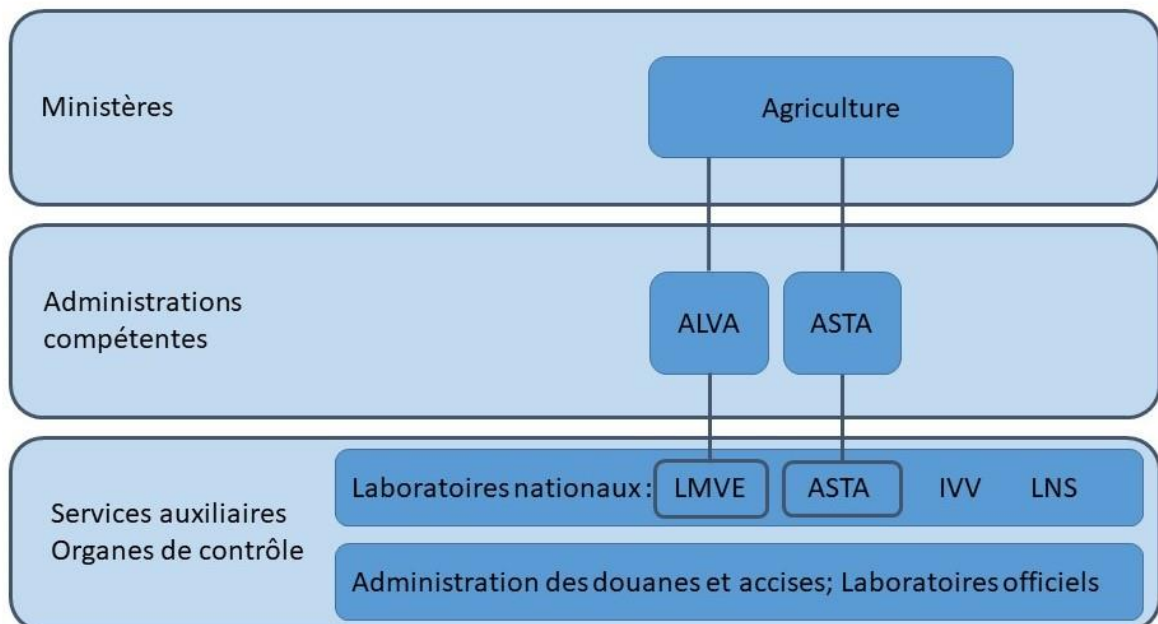 Ministères
Agriculture
Administrations
compétentes
ALVA
ASTA
Services auxiliaires
Organes de contrôle
Laboratoires nationaux : LMVE ASTA IVV LNS
Administration des douanes et accises; Laboratoires officiels